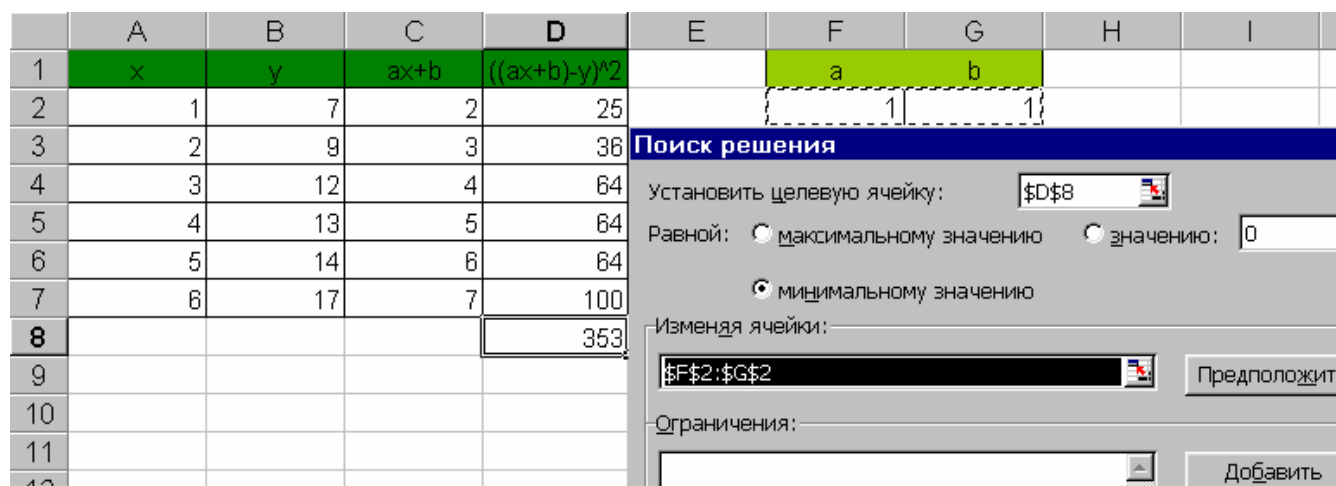 A B C D E F G H I
1 x y ax+b ((ax+b)-y)^2 a b
2 1 7 2 25 1 1
3 2 9 3 36 Поиск решения
4 3 12 4 64 Установить целевую ячейку: $D$8
5 4 13 5 64 Равной: максимальному значению значению: 0
6 5 14 6 64
7 6 17 7 100 минимальному значению
8 353 Изменяя ячейки:
9 $F$2:$G$2 Предположит
10 Ограничения:
11 Добавить